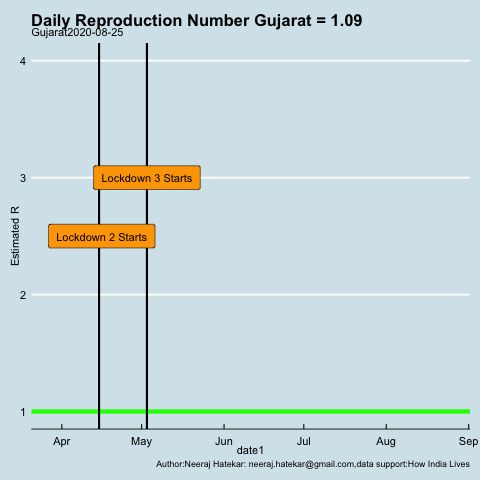 Daily Reproduction Number Gujarat = 1.09
Gujarat2020-08-25
4
3
2
1
Estimated R
Lockdown 3 Starts
Lockdown 2 Starts
Apr May Jun Jul Aug Sep
date1
Author:Neeraj Hatekar: neeraj.hatekar@gmail.com,data support:How India Lives